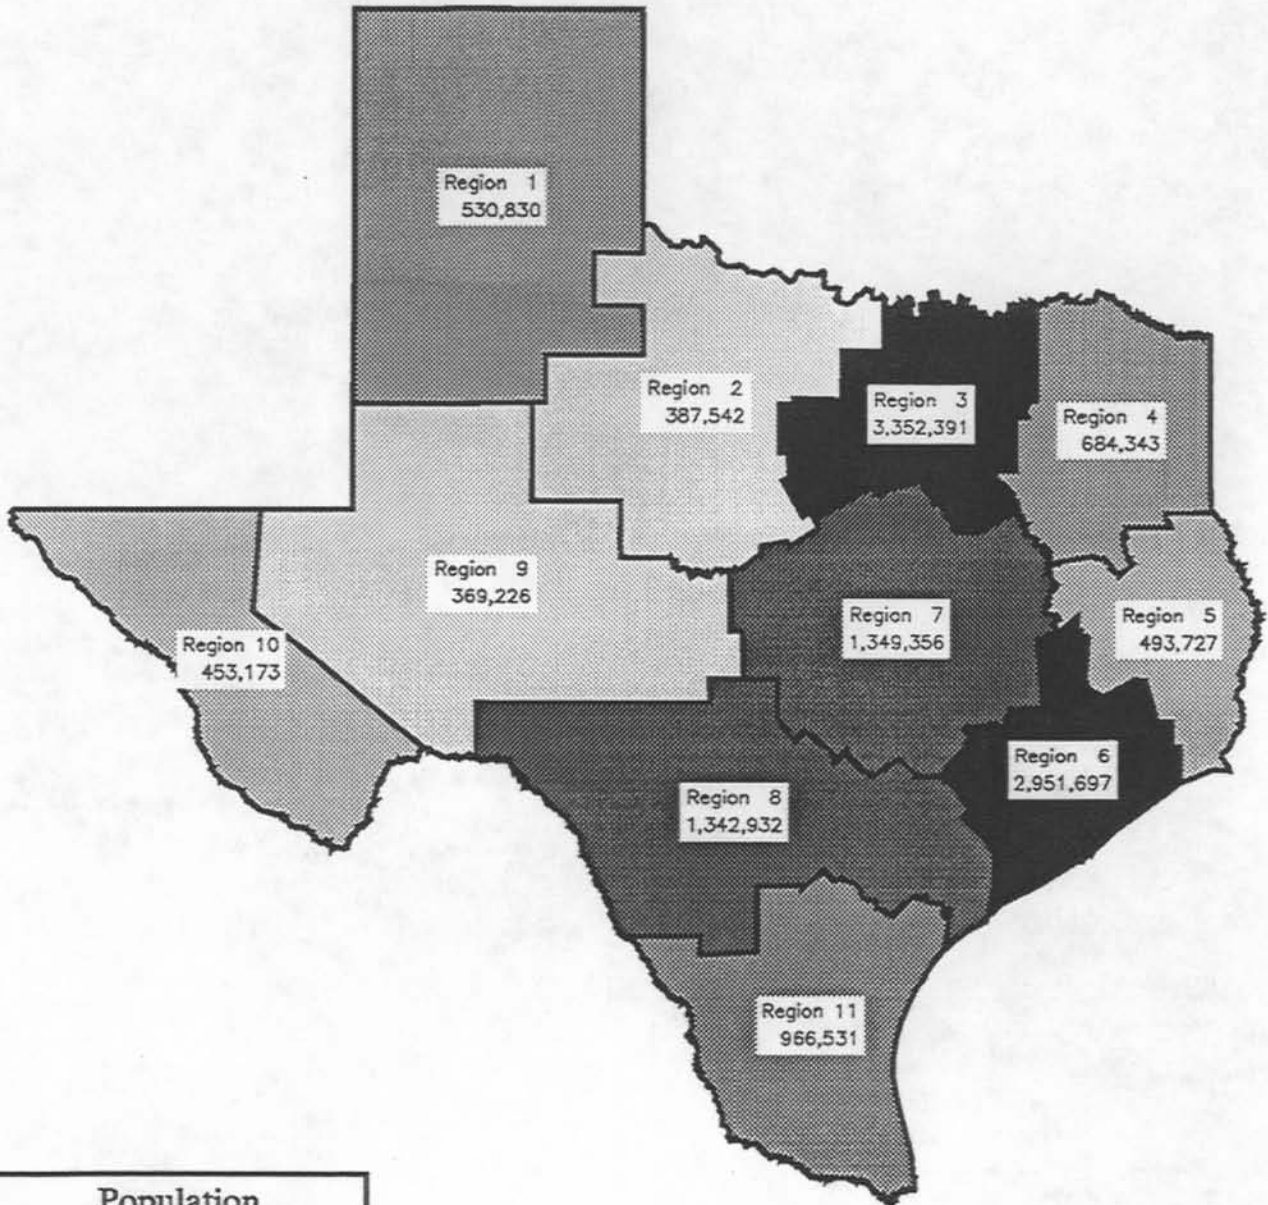 Region 1
530,830
Region 2
387,542
Region 3
3,352,391
Region 4
684,343
Region 9
369,226
Region 10
453,173
Region 7
1,349,356
Region 5
493,727
Region 6
2,951,697
Region 8
1,342,932
Region 11
966,531
Population